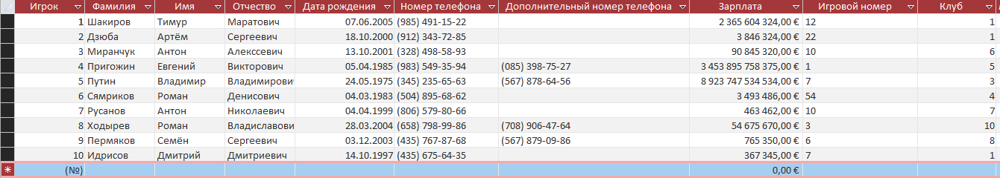 Игрок Фамилия Имя Отчество Дата рождения Номер телефона Дополнительный номер телефона Зарплата Игровой номер Клуб
1 Шакиров Тимур Маратович 07.06.2005 (985) 491-15-22 2 365 604 324,00 € 12 1
2 Дзюба Артём Сергеевич 18.10.2000 (912) 343-72-85 3 846 324,00 € 22 1
3 Миранчук Антон Алекссевич 13.10.2001 (328) 498-58-93 90 845 320,00 € 10 6
4 Пригожин Евгений Викторович 05.04.1985 (983) 549-35-94 (085) 398-75-27 3 453 895 758 375,00 € 1 5
5 Путин Владимир Владимирович 24.05.1975 (345) 235-65-63 (567) 878-64-56 8 923 747 534 534,00 € 7 3
6 Сямриков Роман Денисович 04.03.1983 (504) 895-68-62 3 493 486,00 € 54 4
7 Русанов Антон Николаевич 04.04.1999 (806) 579-80-66 463 462,00 € 10 7
8 Ходырев Роман Владиславови 28.03.2004 (658) 798-99-86 (708) 906-47-64 54 675 670,00 € 3 10
9 Пермяков Семён Сергеевич 03.12.2003 (435) 767-87-68 (567) 879-09-86 765 350,00 € 6 8
10 Идрисов Дмитрий Дмитриевич 14.10.1997 (435) 675-64-35 367 345,00 € 7 1
(№) 0,00 €